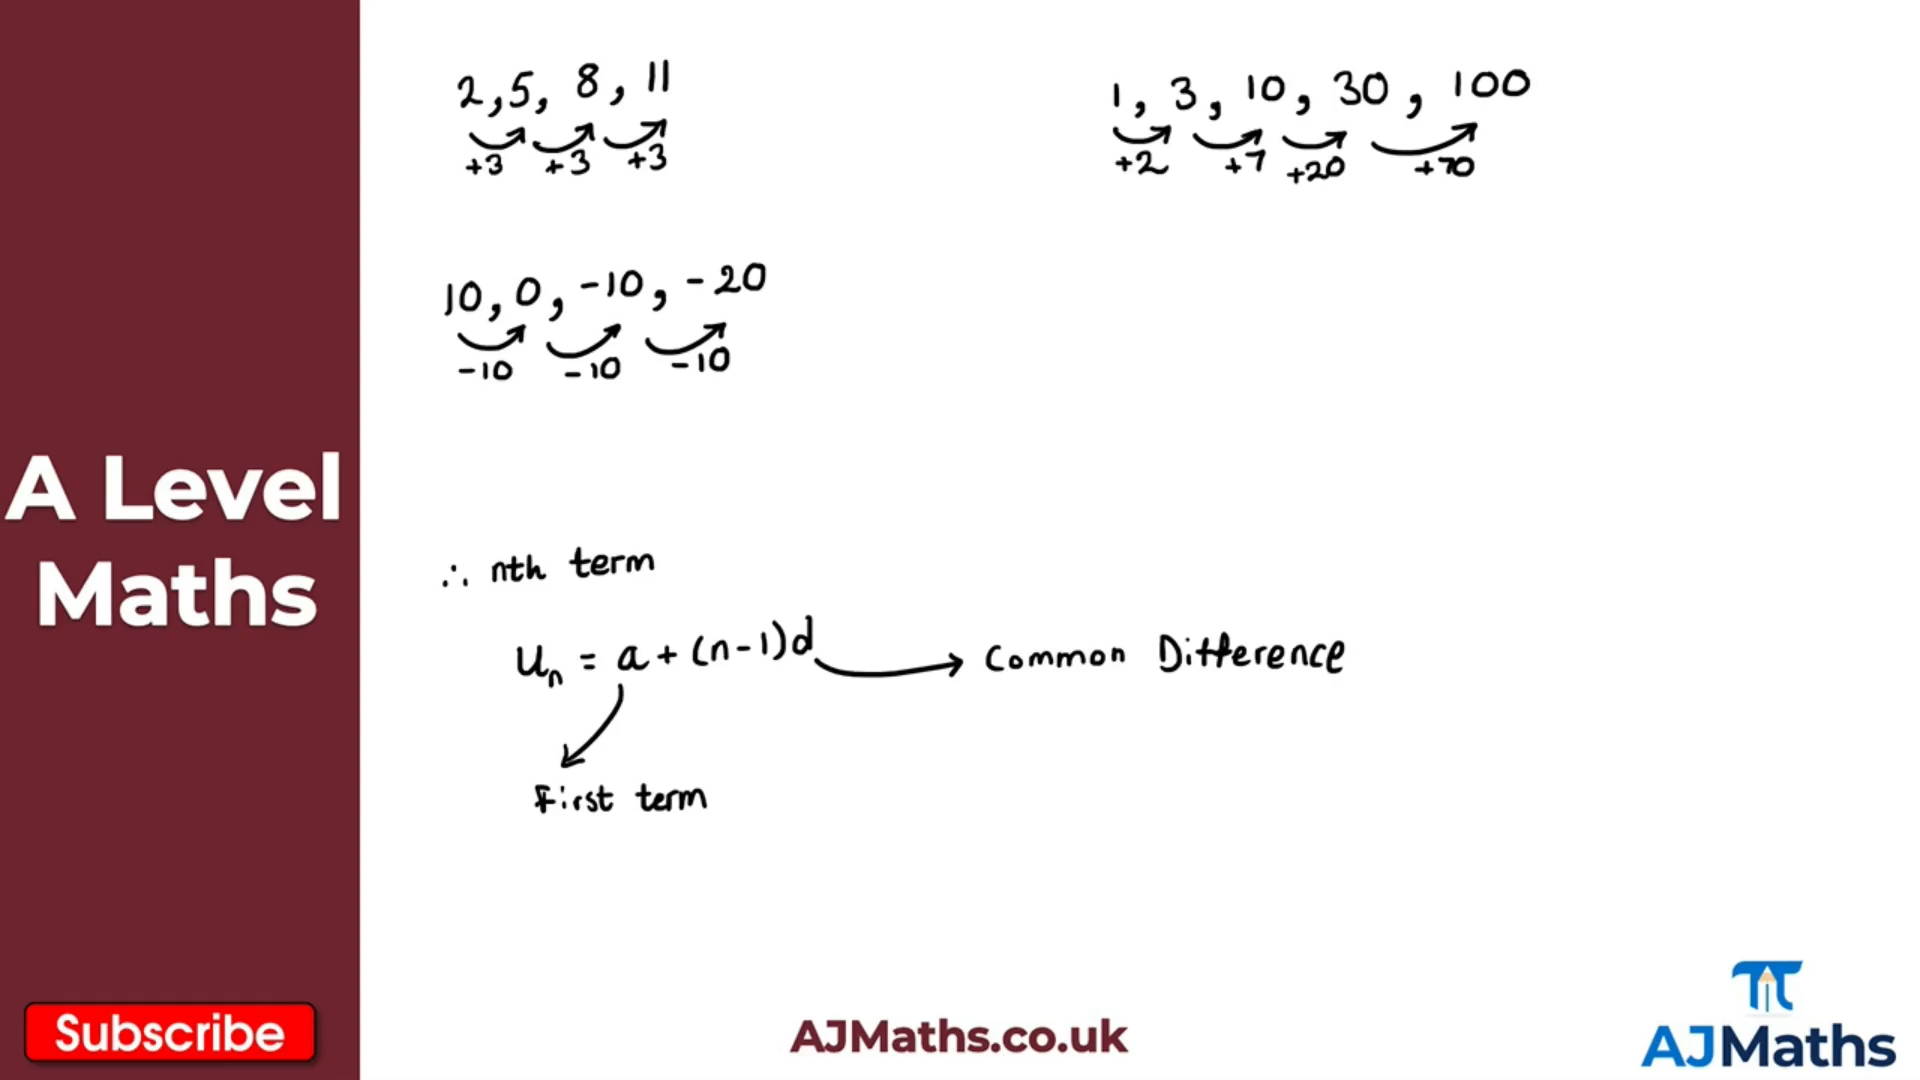 2, 5, 8, 11
+3 +3 +3
1, 3, 10, 30, 100
+2 +7 +20 +70
10, 0, -10, -20
-10 -10 -10
A Level
Maths
∴ nth term
Uₙ = a + (n-1)d → Common Difference
First term
Subscribe
AJMaths.co.uk
AJMaths